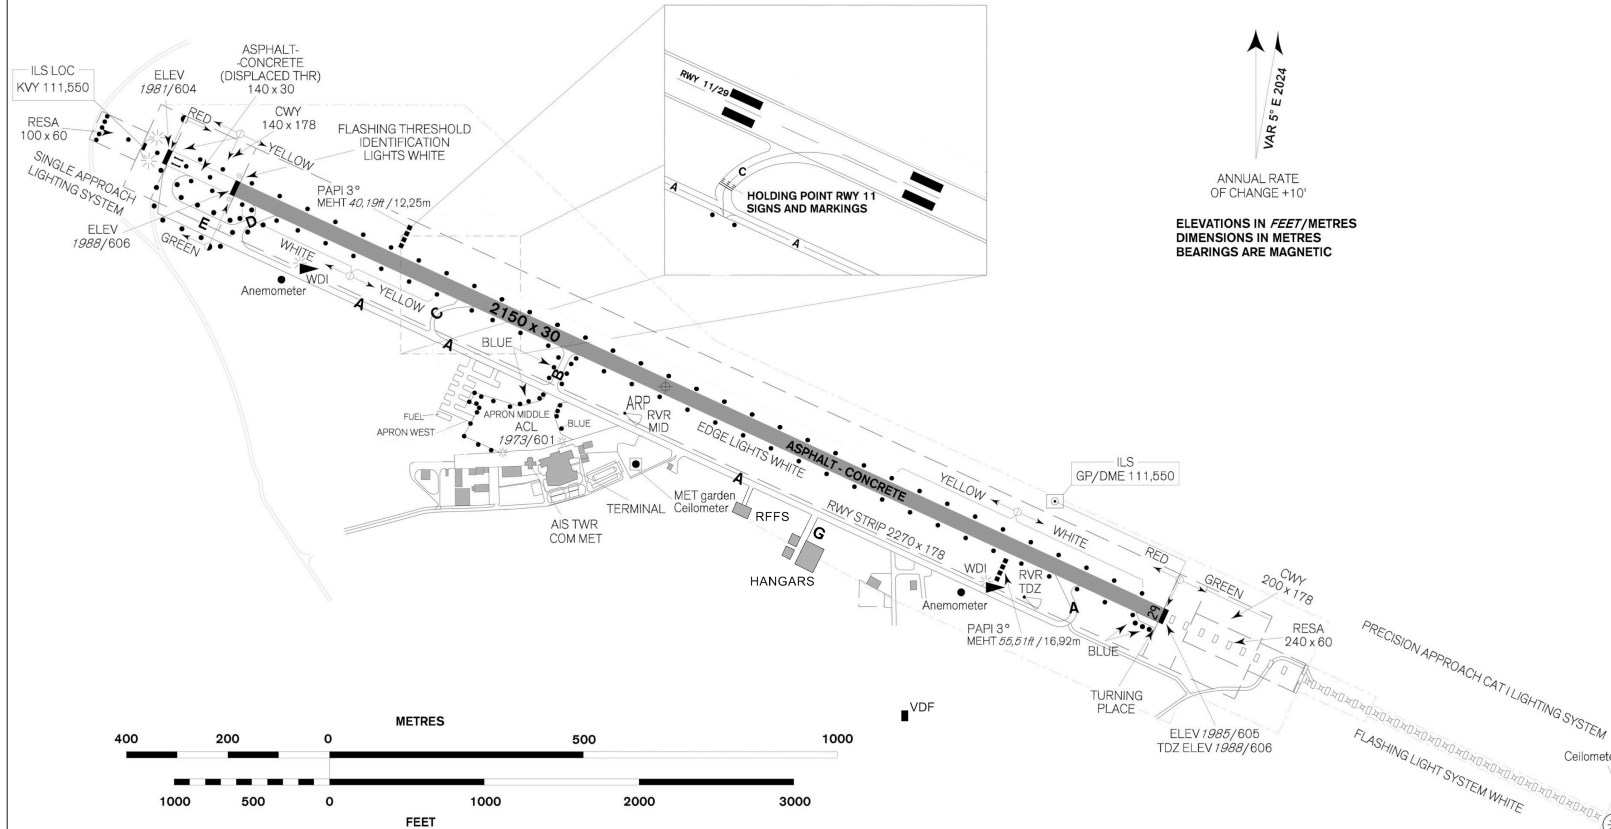 ASPHALT-
-CONCRETE
(DISPLACED THR)
140 x 30
ILS LOC
KVY 111,550
ELEV
1981/604
RESA
100 x 60
RED
CWY
140 x 178
YELLOW
FLASHING THRESHOLD
IDENTIFICATION
LIGHTS WHITE
SINGLE APPROACH
LIGHTING SYSTEM
11
PAPI 3°
MEHT 40,19ft / 12,25m
E
D
GREEN
ELEV
1988/606
WHITE
WDI
Anemometer
YELLOW
A
C
A
2150 x 30
BLUE
B
RWY 11/29
C
A
HOLDING POINT RWY 11
SIGNS AND MARKINGS
A
VAR 5° E 2024
ANNUAL RATE
OF CHANGE +10'
ELEVATIONS IN FEET/METRES
DIMENSIONS IN METRES
BEARINGS ARE MAGNETIC
FUEL
APRON WEST
APRON MIDDLE
ACL
1973/601
BLUE
ARP
RVR
MID
EDGE LIGHTS WHITE
ASPHALT - CONCRETE
A
TERMINAL
MET garden
Ceilometer
AIS TWR
COM MET
RFFS
G
HANGARS
RWY STRIP 2270 x 178
YELLOW
WHITE
ILS
GP/DME 111,550
RED
GREEN
CWY
200 x 178
RESA
240 x 60
WDI
RVR
TDZ
Anemometer
A
29
PAPI 3°
MEHT 55,51ft / 16,92m
BLUE
TURNING
PLACE
ELEV 1985/605
TDZ ELEV 1988/606
PRECISION APPROACH CAT I LIGHTING SYSTEM
FLASHING LIGHT SYSTEM WHITE
Ceilomete
VDF
METRES
400 200 0 500 1000
1000 500 0 1000 2000 3000
FEET